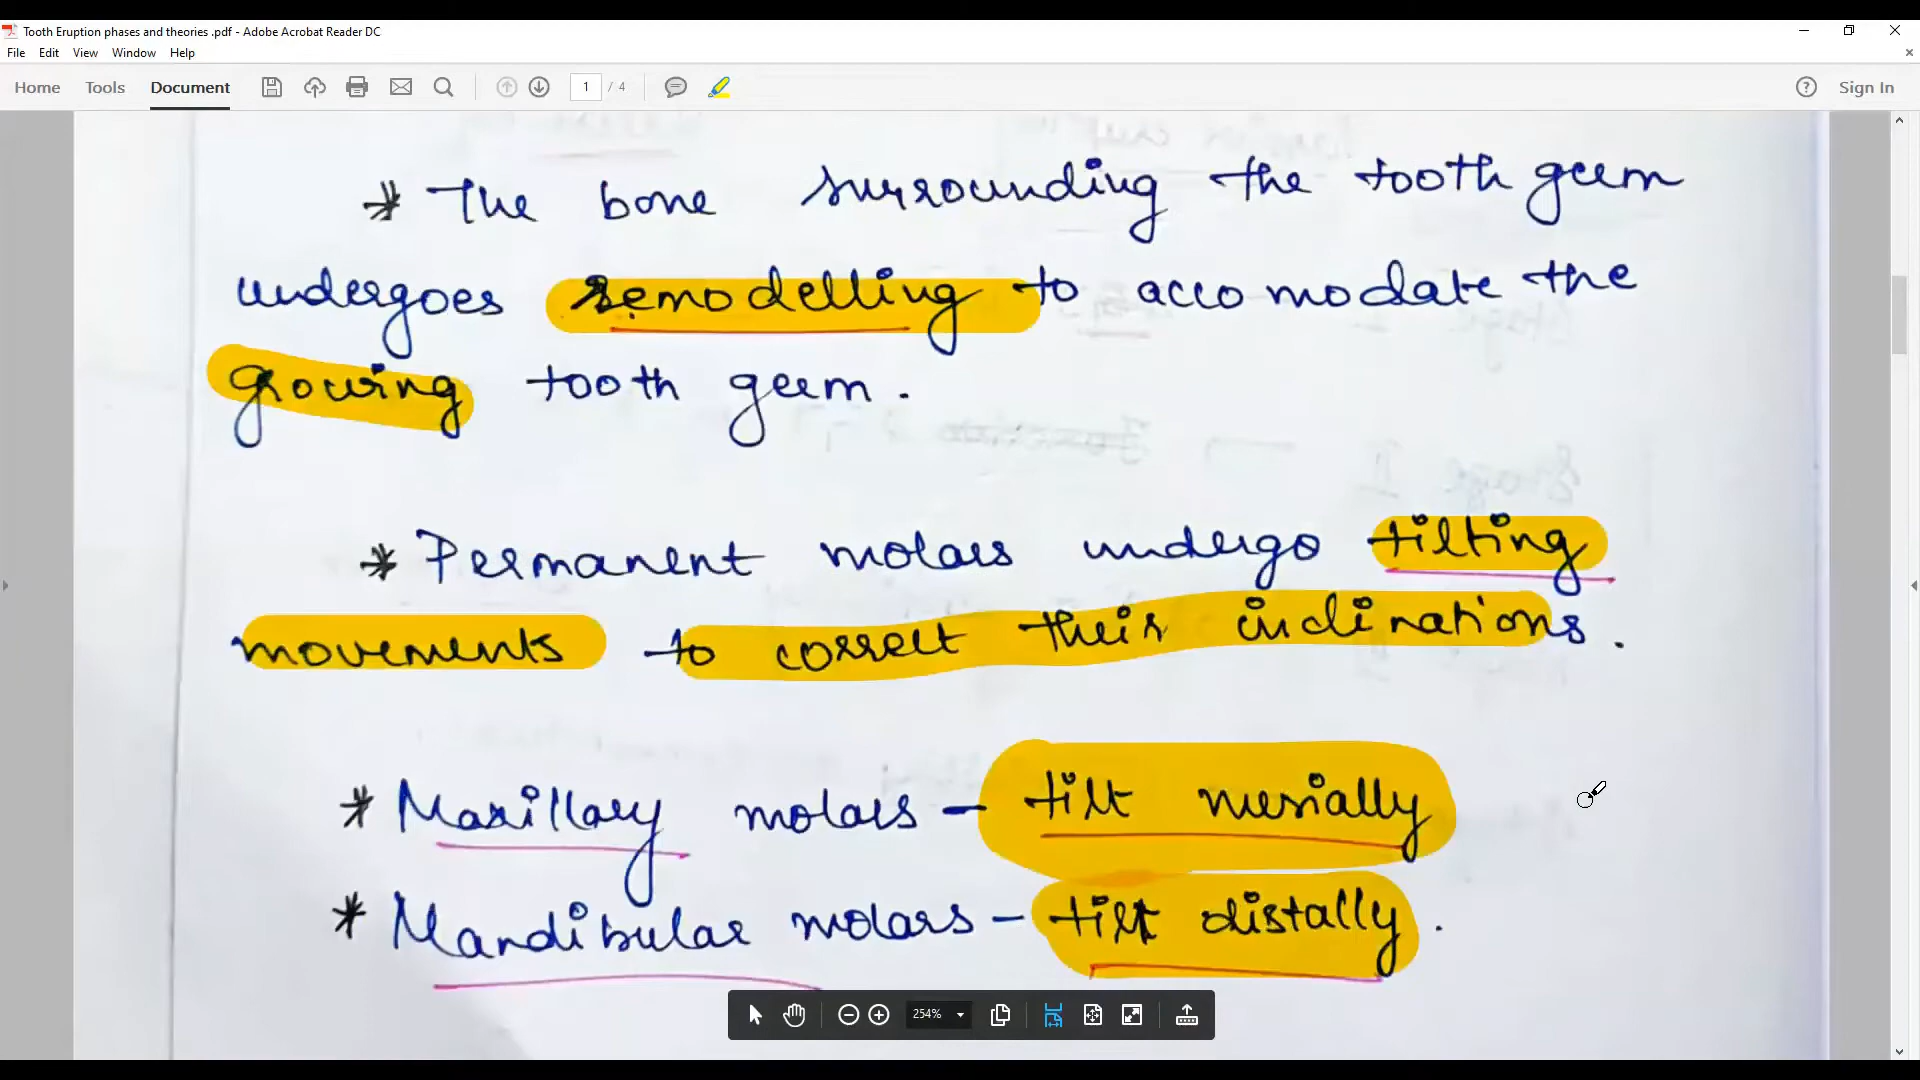 Tooth Eruption phases and theories .pdf - Adobe Acrobat Reader DC
File Edit View Window Help
Home Tools Document 1 / 4 Sign In
* The bone surrounding the tooth germ
undergoes remodelling to accomodate the
growing tooth germ.
* Permanent molars undergo tilting
movements to correct their inclinations.
* Maxillary molars - tilt mesially
* Mandibular molars - tilt distally.
254%